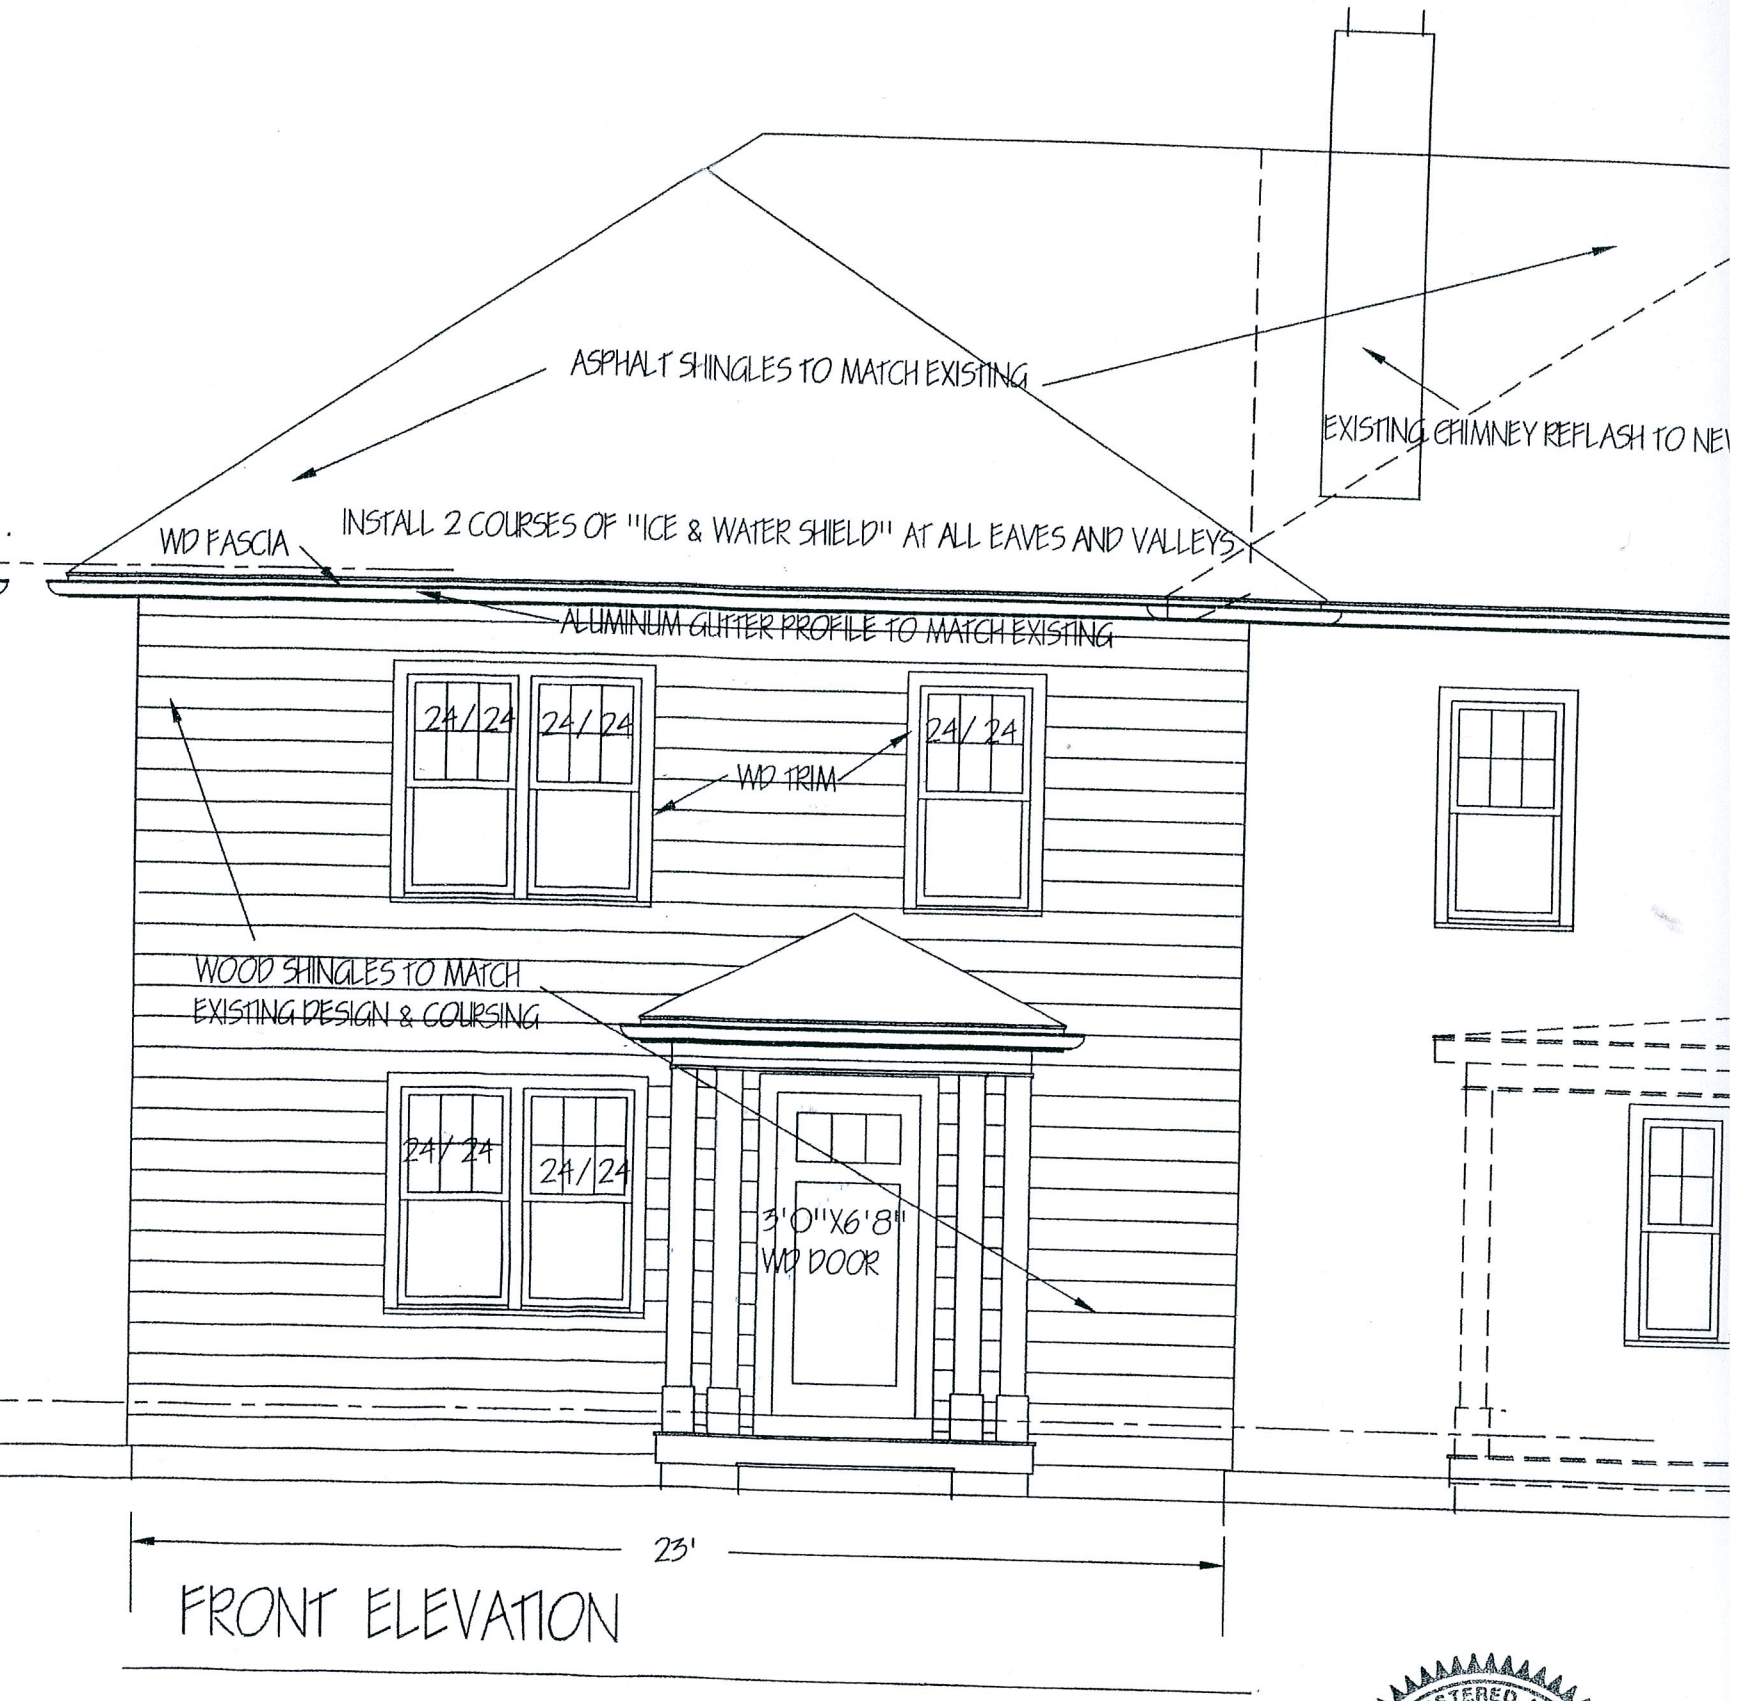 ASPHALT SHINGLES TO MATCH EXISTING
EXISTING CHIMNEY REFLASH TO
INSTALL 2 COURSES OF "ICE & WATER SHIELD" AT ALL EAVES AND VALLEYS
WD FASCIA
ALUMINUM GUTTER PROFILE TO MATCH EXISTING
24/24
24/24
24/24
WD TRIM
WOOD SHINGLES TO MATCH
EXISTING DESIGN & COURSING
24/24
24/24
3'0"X6'8"
WD DOOR
23'
FRONT ELEVATION